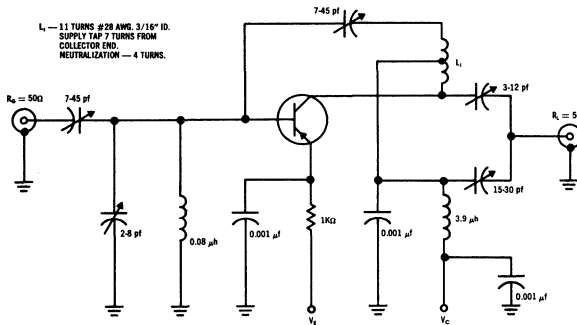 L₁ — 11 TURNS #28 AWG. 3/16" ID.
SUPPLY TAP 7 TURNS FROM
COLLECTOR END.
NEUTRALIZATION — 4 TURNS.
7-45 pf
L₁
3-12 pf
R_G = 50Ω
7-45 pf
R_L = 5
15-30 pf
2-8 pf
0.08 μh
0.001 μf
1KΩ
0.001 μf
3.9 μh
0.001 μf
V_E
V_C